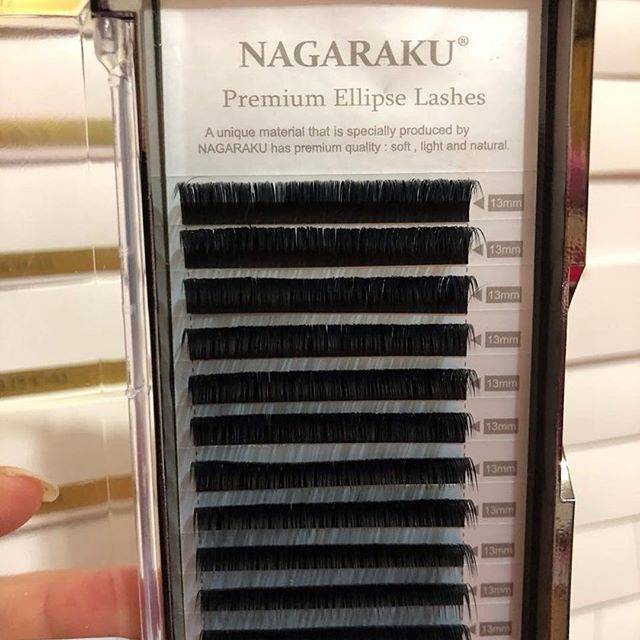 NAGARAKU®
Premium Ellipse Lashes
A unique material that is specially produced by
NAGARAKU has premium quality : soft , light and natural.
13mm
13mm
13mm
13mm
13mm
13mm
13mm
13mm
13mm
13mm
13mm